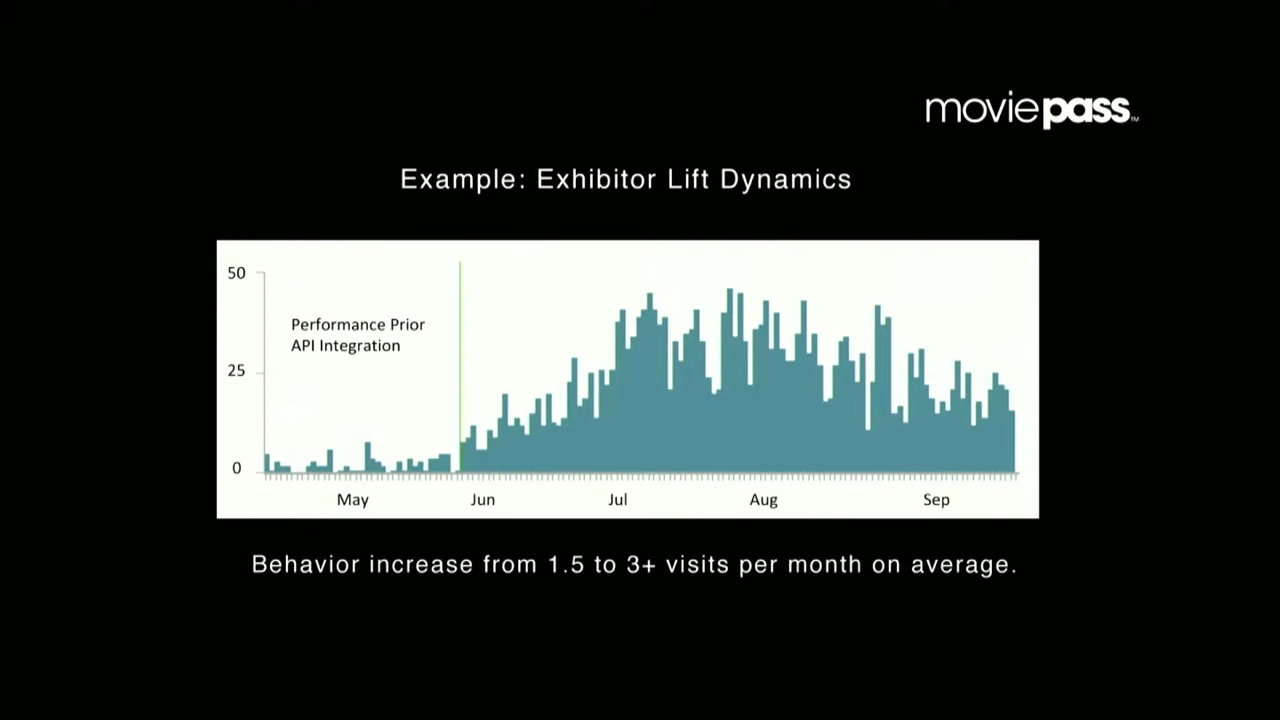 moviepass™
Example: Exhibitor Lift Dynamics
50
Performance Prior
API Integration
25
0
May Jun Jul Aug Sep
Behavior increase from 1.5 to 3+ visits per month on average.